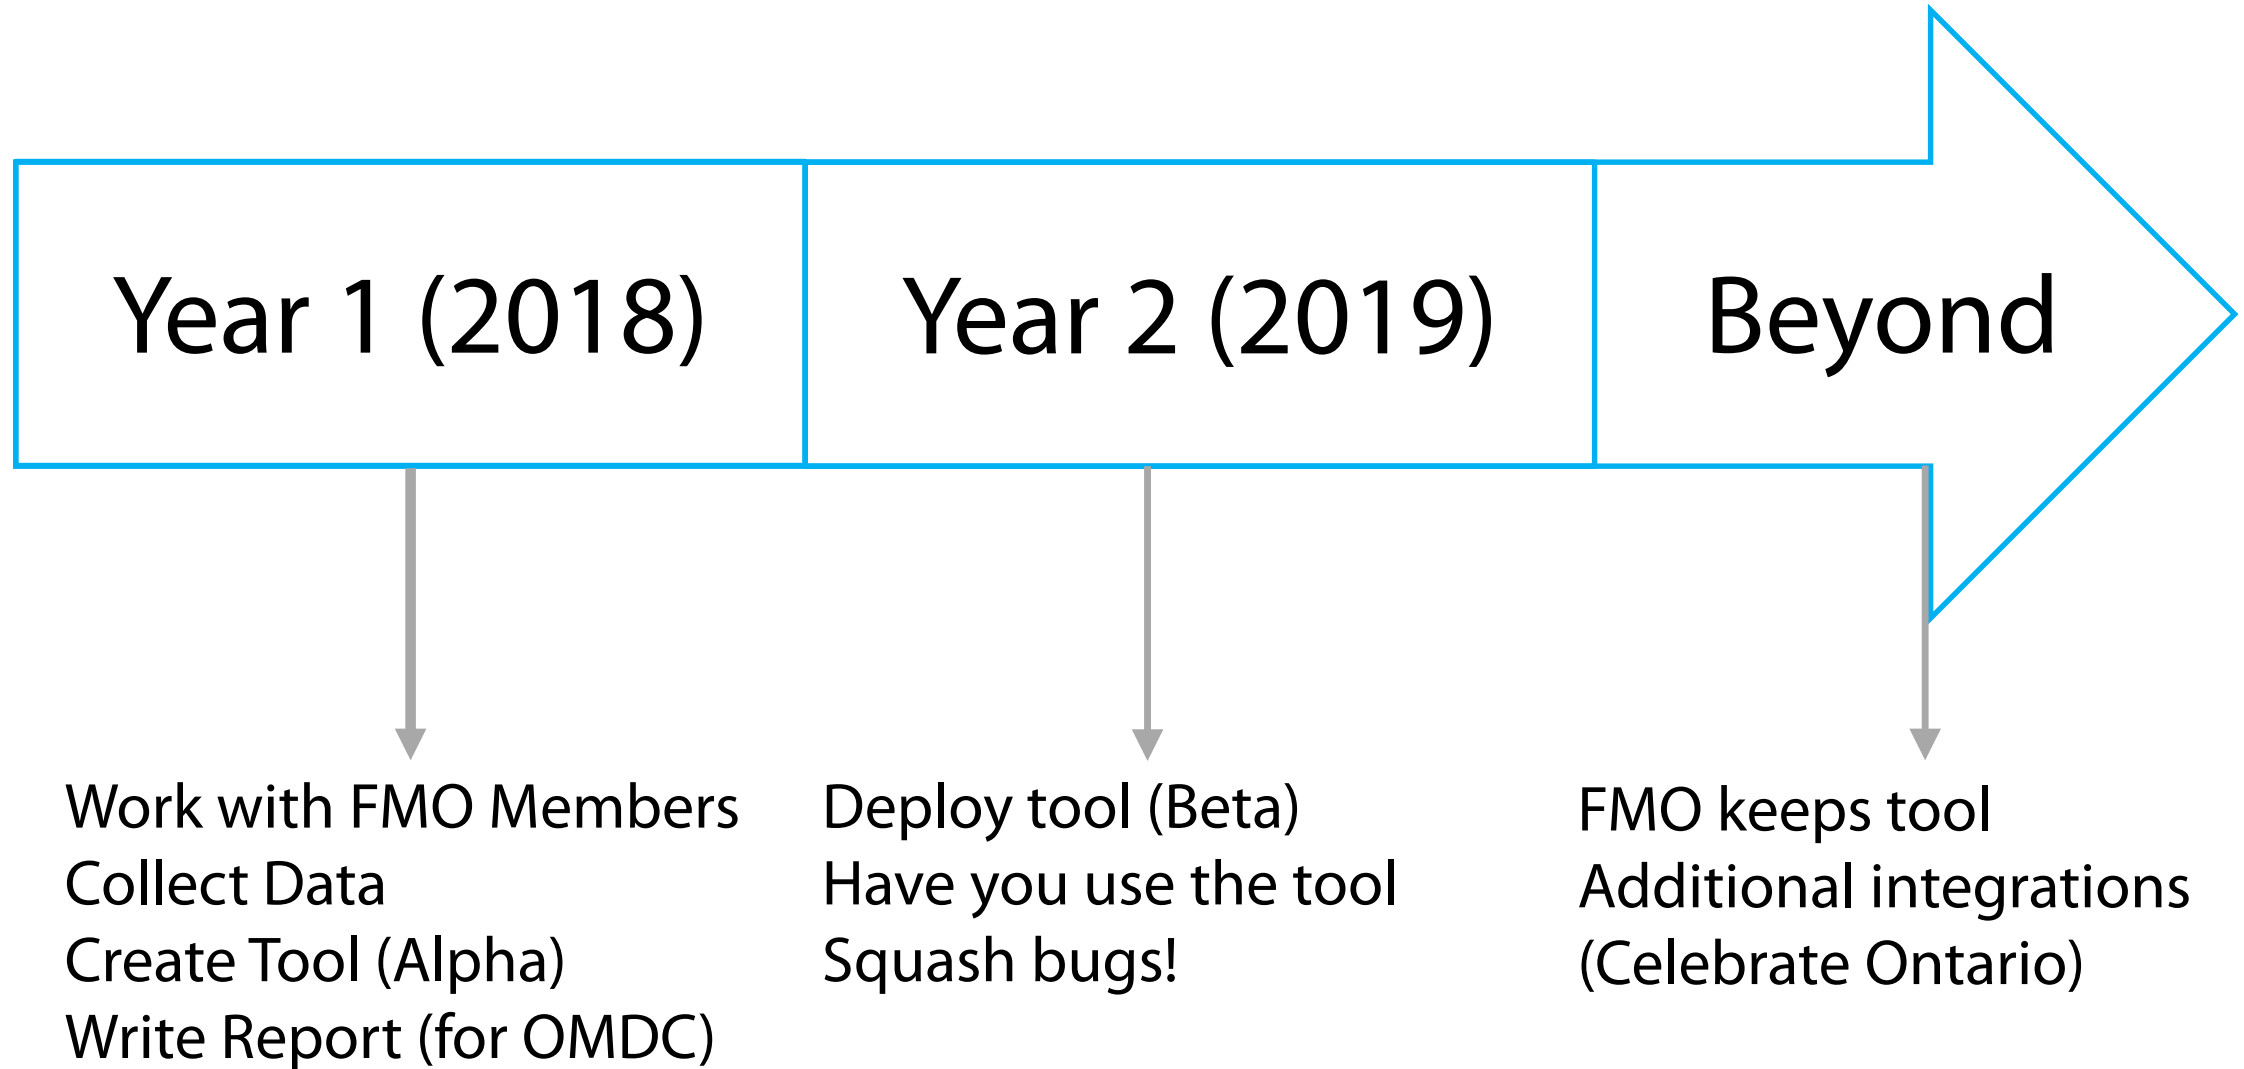 Year 1 (2018)
Year 2 (2019)
Beyond
Work with FMO Members
Collect Data
Create Tool (Alpha)
Write Report (for OMDC)
Deploy tool (Beta)
Have you use the tool
Squash bugs!
FMO keeps tool
Additional integrations
(Celebrate Ontario)